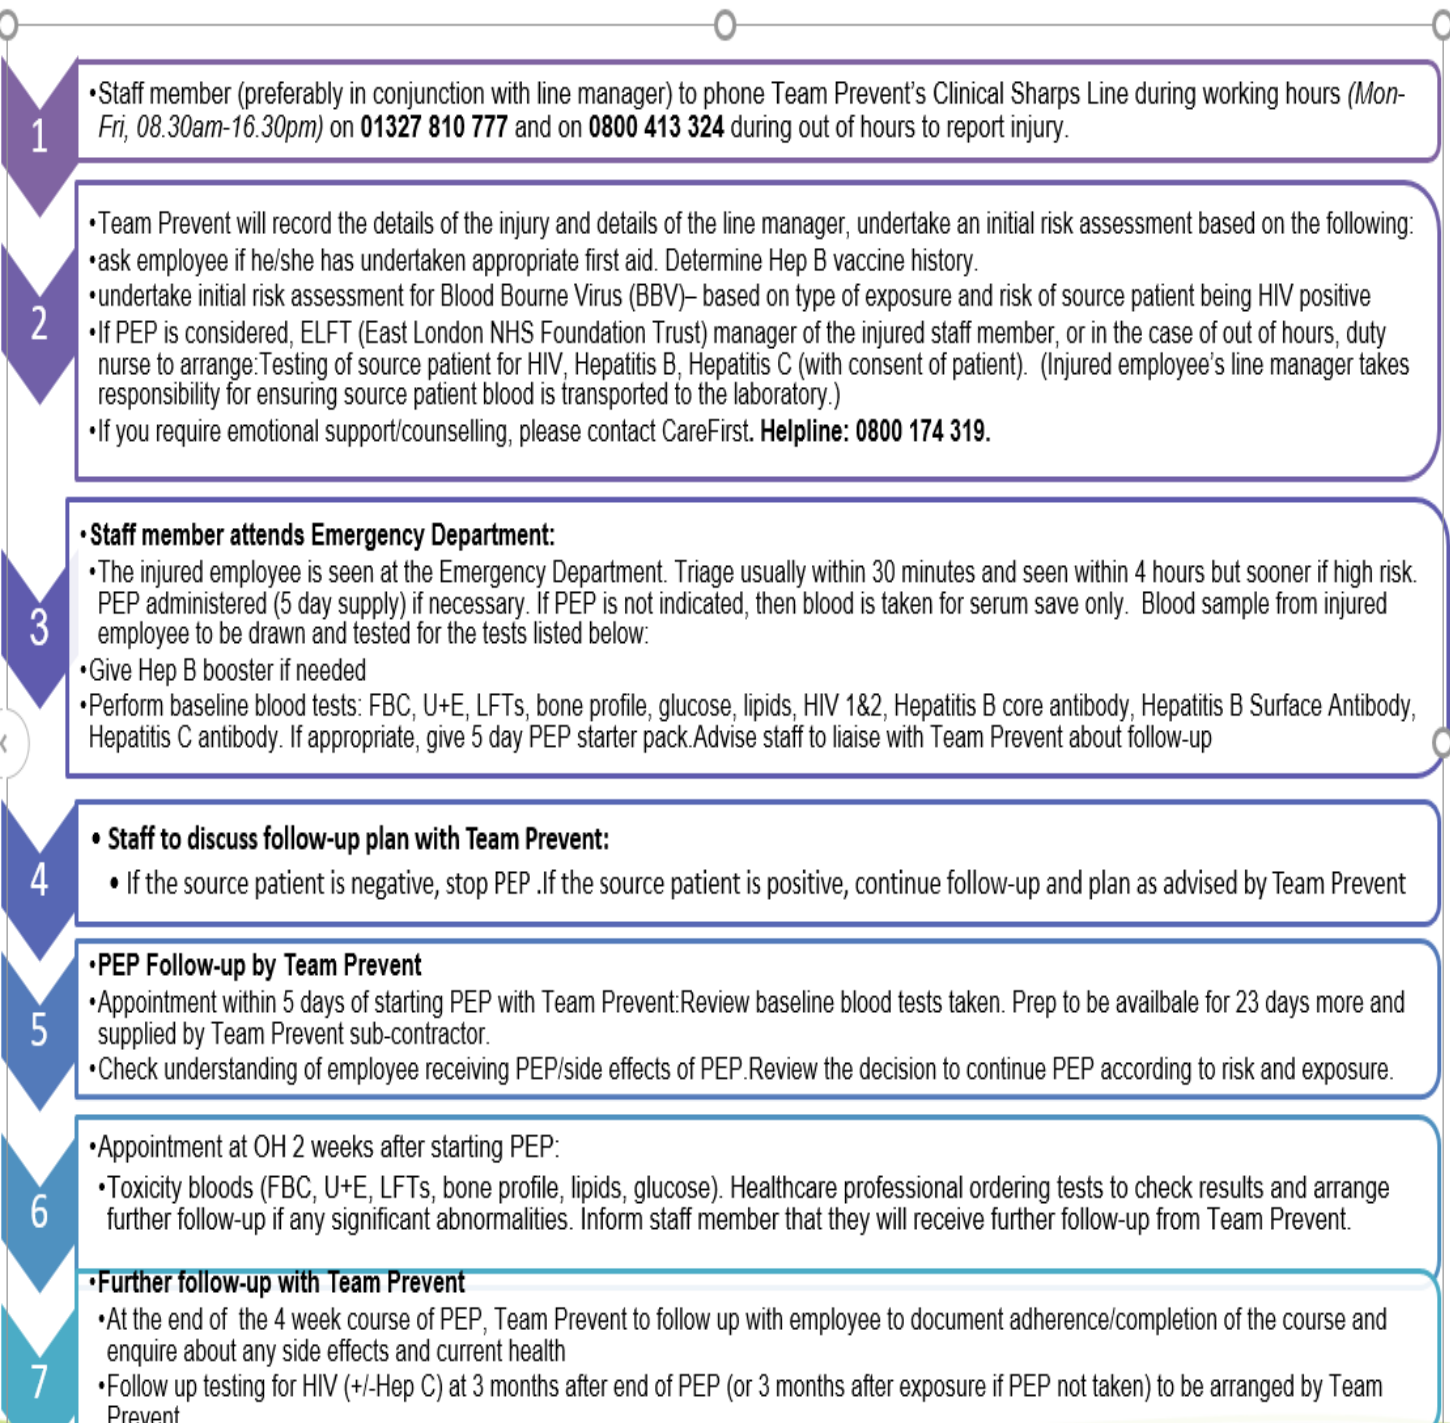 1
•Staff member (preferably in conjunction with line manager) to phone Team Prevent's Clinical Sharps Line during working hours (Mon-
Fri, 08.30am-16.30pm) on 01327 810 777 and on 0800 413 324 during out of hours to report injury.
2
•Team Prevent will record the details of the injury and details of the line manager, undertake an initial risk assessment based on the following:
•ask employee if he/she has undertaken appropriate first aid. Determine Hep B vaccine history.
•undertake initial risk assessment for Blood Bourne Virus (BBV)– based on type of exposure and risk of source patient being HIV positive
•If PEP is considered, ELFT (East London NHS Foundation Trust) manager of the injured staff member, or in the case of out of hours, duty
nurse to arrange:Testing of source patient for HIV, Hepatitis B, Hepatitis C (with consent of patient).  (Injured employee's line manager takes
responsibility for ensuring source patient blood is transported to the laboratory.)
•If you require emotional support/counselling, please contact CareFirst. Helpline: 0800 174 319.
3
•Staff member attends Emergency Department:
•The injured employee is seen at the Emergency Department. Triage usually within 30 minutes and seen within 4 hours but sooner if high risk.
PEP administered (5 day supply) if necessary. If PEP is not indicated, then blood is taken for serum save only.  Blood sample from injured
employee to be drawn and tested for the tests listed below:
•Give Hep B booster if needed
•Perform baseline blood tests: FBC, U+E, LFTs, bone profile, glucose, lipids, HIV 1&2, Hepatitis B core antibody, Hepatitis B Surface Antibody,
Hepatitis C antibody. If appropriate, give 5 day PEP starter pack.Advise staff to liaise with Team Prevent about follow-up
4
• Staff to discuss follow-up plan with Team Prevent:
• If the source patient is negative, stop PEP .If the source patient is positive, continue follow-up and plan as advised by Team Prevent
5
•PEP Follow-up by Team Prevent
•Appointment within 5 days of starting PEP with Team Prevent:Review baseline blood tests taken. Prep to be availbale for 23 days more and
supplied by Team Prevent sub-contractor.
•Check understanding of employee receiving PEP/side effects of PEP.Review the decision to continue PEP according to risk and exposure.
6
•Appointment at OH 2 weeks after starting PEP:
•Toxicity bloods (FBC, U+E, LFTs, bone profile, lipids, glucose). Healthcare professional ordering tests to check results and arrange
further follow-up if any significant abnormalities. Inform staff member that they will receive further follow-up from Team Prevent.
7
•Further follow-up with Team Prevent
•At the end of  the 4 week course of PEP, Team Prevent to follow up with employee to document adherence/completion of the course and
enquire about any side effects and current health
•Follow up testing for HIV (+/-Hep C) at 3 months after end of PEP (or 3 months after exposure if PEP not taken) to be arranged by Team
Prevent